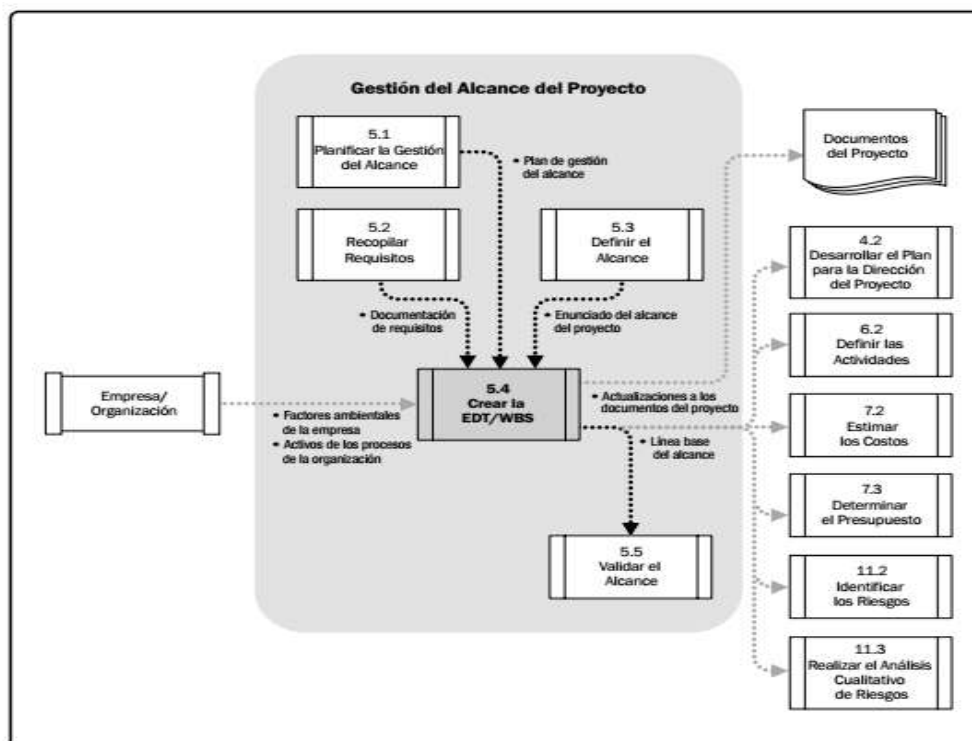 Gestión del Alcance del Proyecto
5.1
Planificar la Gestión
del Alcance
• Plan de gestión
del alcance
5.2
Recopilar
Requisitos
5.3
Definir el
Alcance
• Documentación
de requisitos
• Enunciado del alcance
del proyecto
Empresa/
Organización
• Factores ambientales
de la empresa
• Activos de los procesos
de la organización
5.4
Crear la
EDT/WBS
• Actualizaciones a los
documentos del proyecto
• Línea base
del alcance
5.5
Validar el
Alcance
Documentos
del Proyecto
4.2
Desarrollar el Plan
para la Dirección
del Proyecto
6.2
Definir las
Actividades
7.2
Estimar
los Costos
7.3
Determinar
el Presupuesto
11.2
Identificar
los Riesgos
11.3
Realizar el Análisis
Cualitativo
de Riesgos